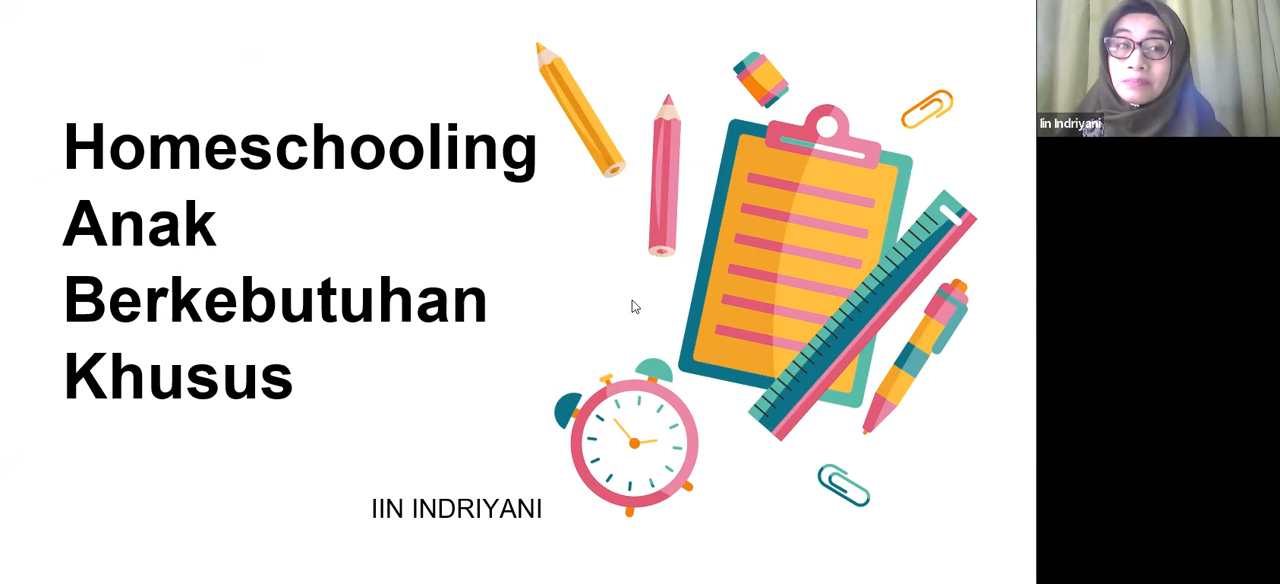 Homeschooling
Anak
Berkebutuhan
Khusus
IIN INDRIYANI
Iin Indriyani